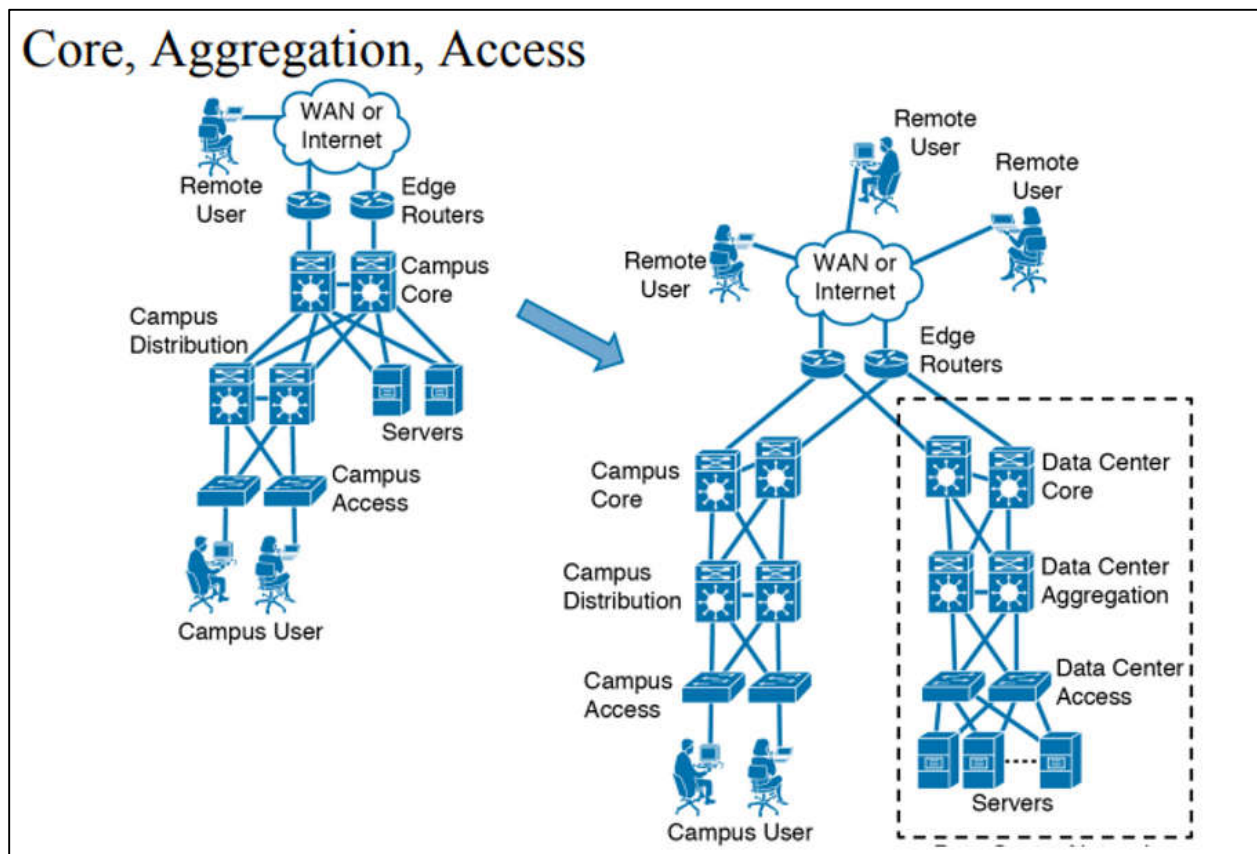 Core, Aggregation, Access
WAN or
Internet
Remote
User
Edge
Routers
Campus
Core
Campus
Distribution
Servers
Campus
Access
Campus User
Remote
User
Remote
User
Remote
User
WAN or
Internet
Edge
Routers
Campus
Core
Data Center
Core
Campus
Distribution
Data Center
Aggregation
Campus
Access
Data Center
Access
Servers
Campus User